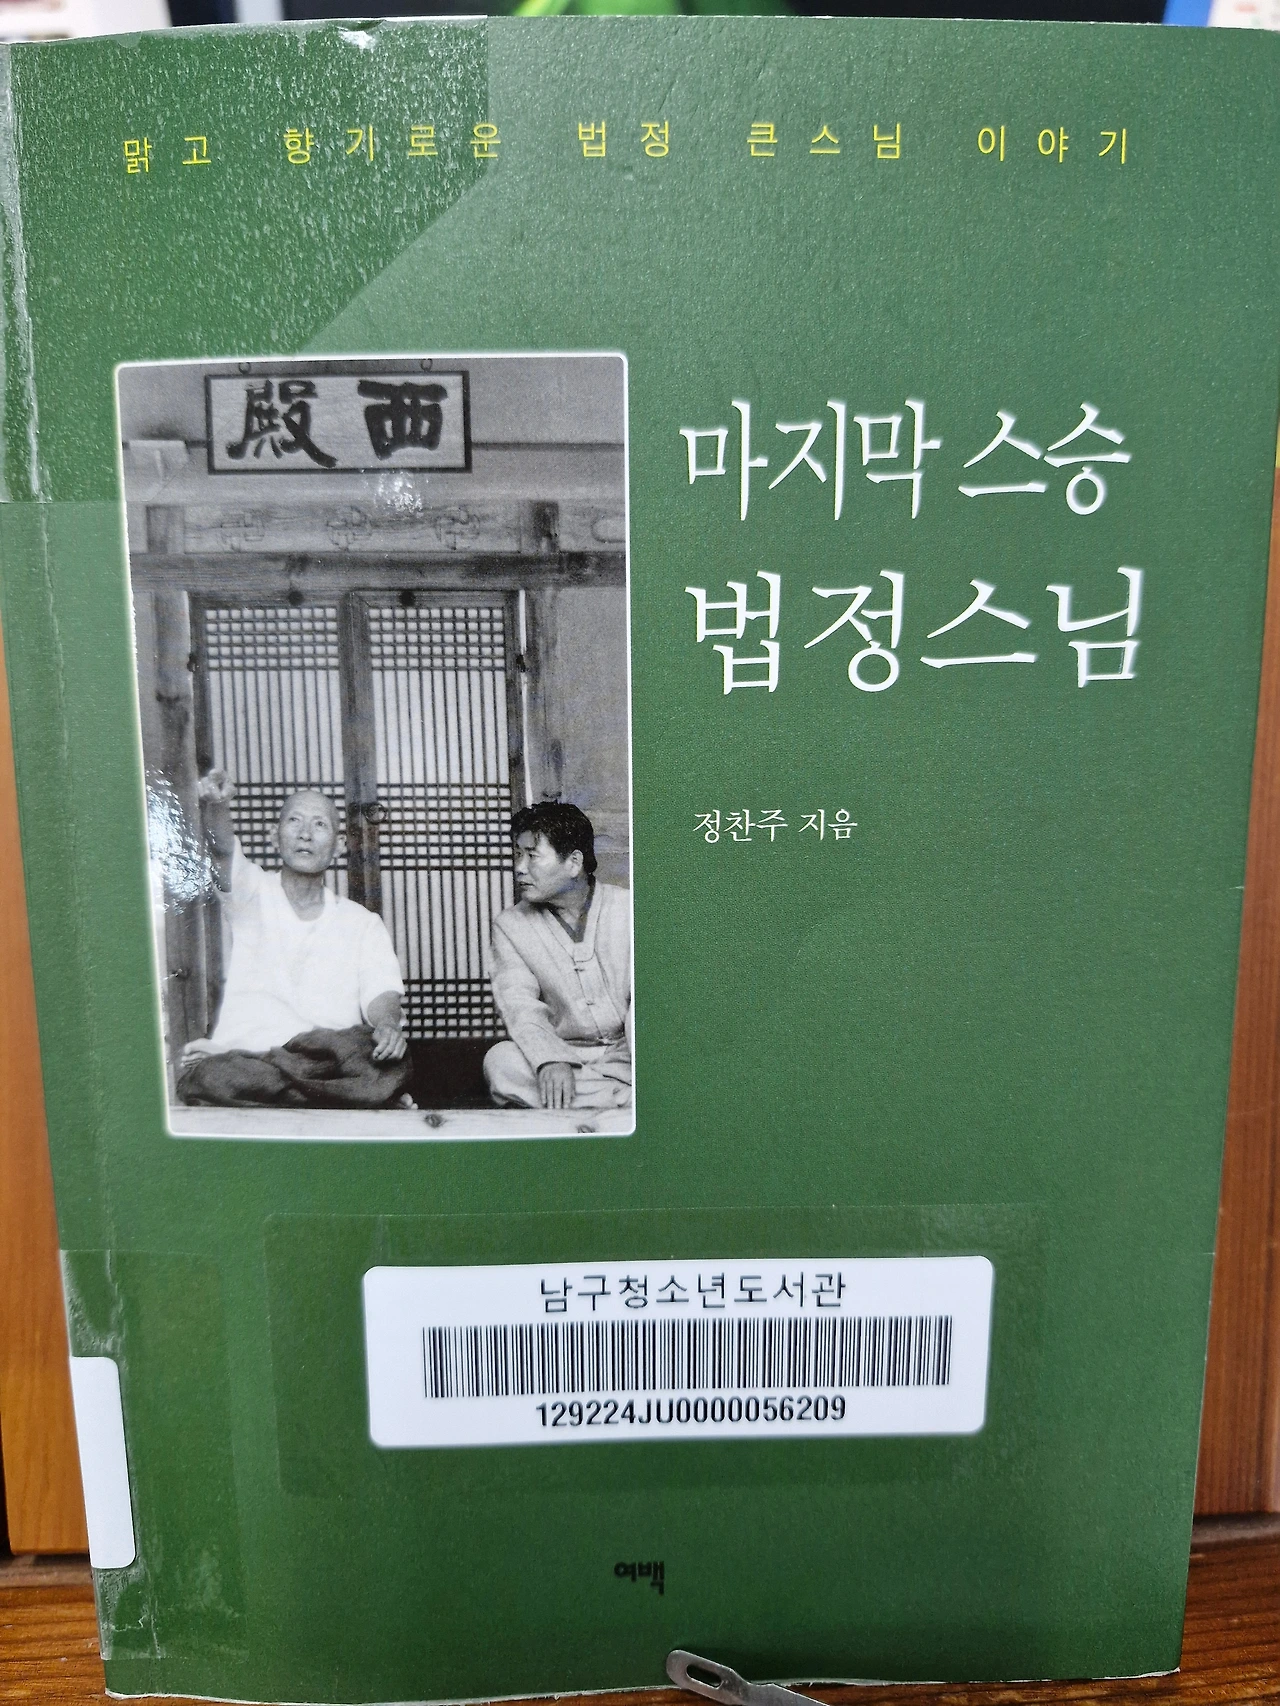 맑고 향기로운 법정 큰스님 이야기
殿西
마지막 스승
법정스님
정찬주 지음
남구청소년도서관
129224JU0000056209
여백